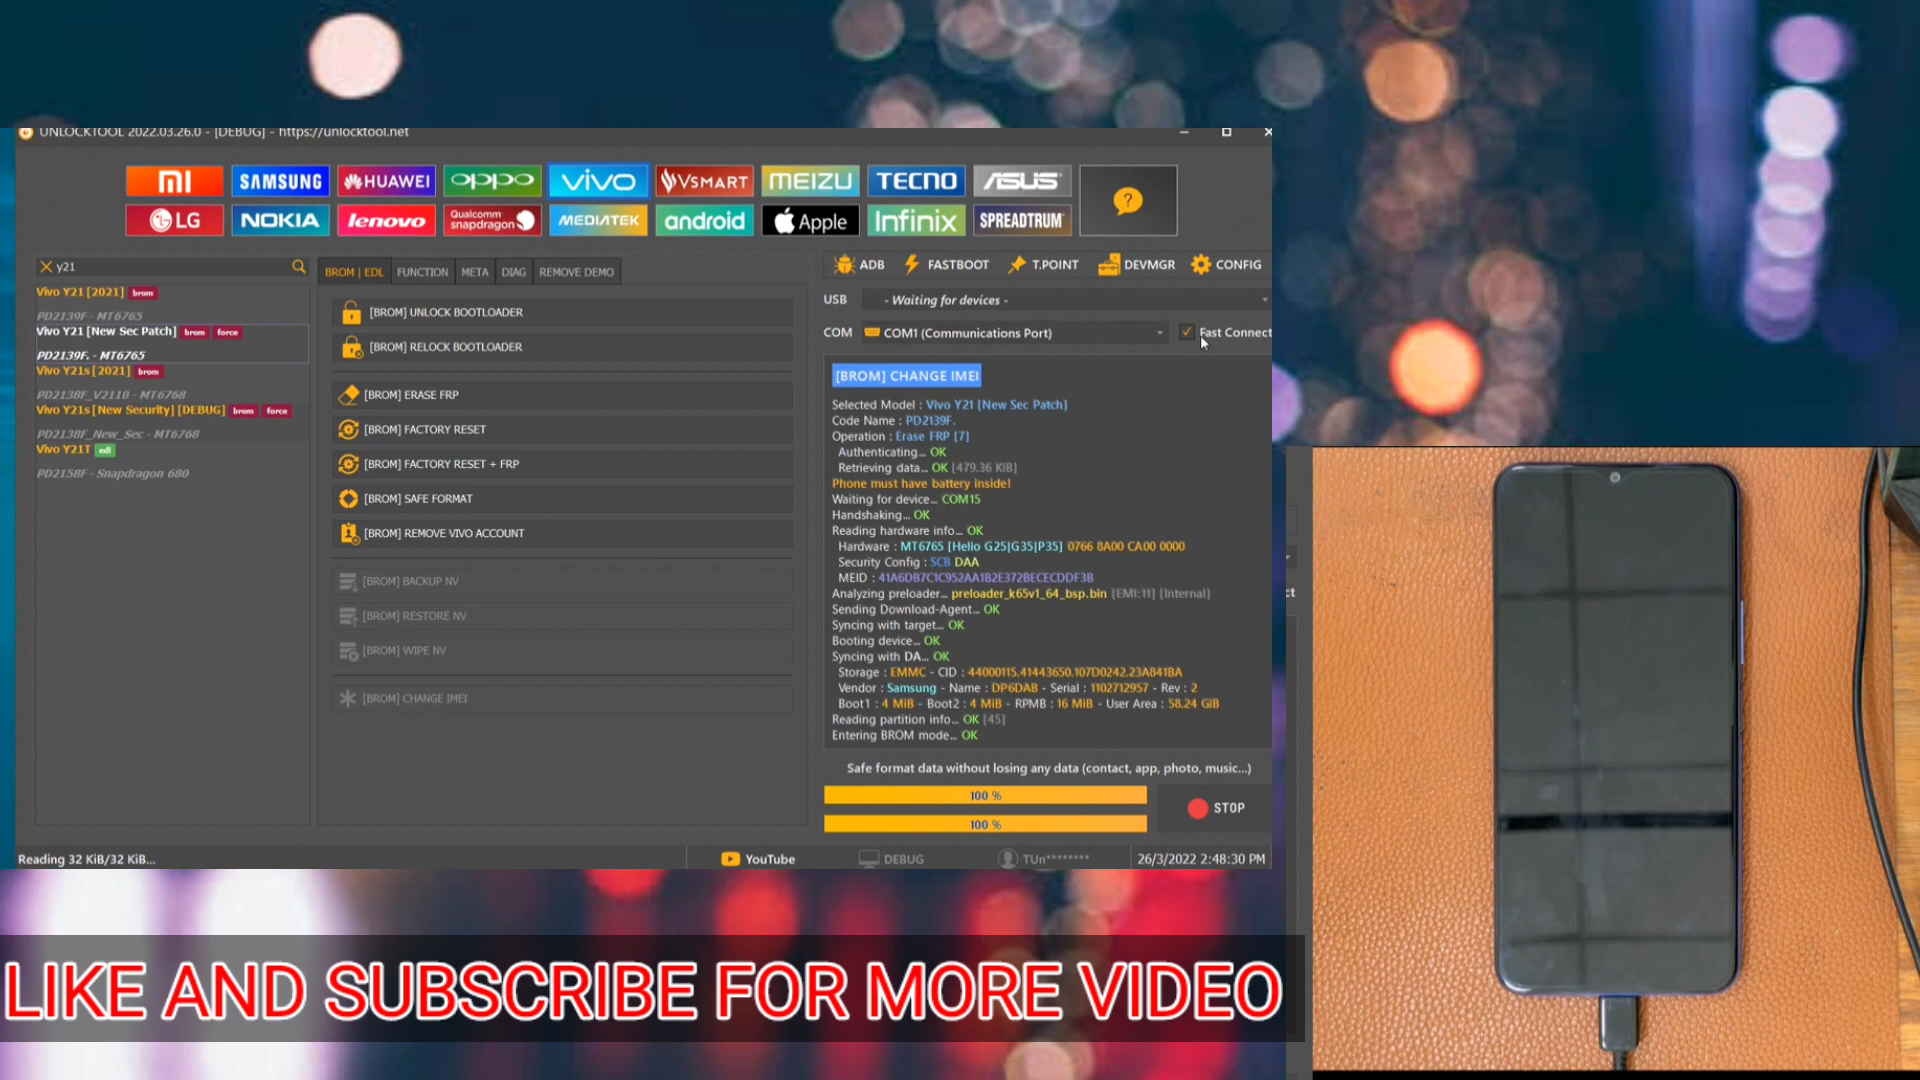 UNLOCKTOOL 2022.03.26.0 - [DEBUG] - https://unlocktool.net
mi SAMSUNG HUAWEI oppo vivo VSMART MEIZU TECNO ASUS ?
LG NOKIA lenovo Qualcomm snapdragon MEDIATEK android Apple Infinix SPREADTRUM
y21
Vivo Y21 [2021] brom
PD2139F - MT6765
Vivo Y21 [New Sec Patch] brom force
PD2139F. - MT6765
Vivo Y21s [2021] brom
PD2138F_V2110 - MT6768
Vivo Y21s [New Security] [DEBUG] brom force
PD2138F_New_Sec - MT6768
Vivo Y21T edl
PD2158F - Snapdragon 680
BROM | EDL FUNCTION META DIAG REMOVE DEMO
[BROM] UNLOCK BOOTLOADER
[BROM] RELOCK BOOTLOADER
[BROM] ERASE FRP
[BROM] FACTORY RESET
[BROM] FACTORY RESET + FRP
[BROM] SAFE FORMAT
[BROM] REMOVE VIVO ACCOUNT
[BROM] BACKUP NV
[BROM] RESTORE NV
[BROM] WIPE NV
[BROM] CHANGE IMEI
ADB FASTBOOT T.POINT DEVMGR CONFIG
USB - Waiting for devices -
COM COM1 (Communications Port) Fast Connect
[BROM] CHANGE IMEI
Selected Model : Vivo Y21 [New Sec Patch]
Code Name : PD2139F.
Operation : Erase FRP [7]
Authenticating... OK
Retrieving data... OK [479.36 KiB]
Phone must have battery inside!
Waiting for device... COM15
Handshaking... OK
Reading hardware info... OK
Hardware : MT6765 [Helio G25|G35|P35] 0766 8A00 CA00 0000
Security Config : SCB DAA
MEID : 41A6DB7C1C952AA1B2E372BECECDDF3B
Analyzing preloader... preloader_k65v1_64_bsp.bin [EMI:11] [Internal]
Sending Download-Agent... OK
Syncing with target... OK
Booting device... OK
Syncing with DA... OK
Storage : EMMC - CID : 44000115.41443650.107D0242.23A841BA
Vendor : Samsung - Name : DP6DAB - Serial : 1102712957 - Rev : 2
Boot1 : 4 MiB - Boot2 : 4 MiB - RPMB : 16 MiB - User Area : 58.24 GiB
Reading partition info... OK [45]
Entering BROM mode... OK
Safe format data without losing any data (contact, app, photo, music...)
100 %
100 %
STOP
Reading 32 KiB/32 KiB... YouTube DEBUG TUn******** 26/3/2022 2:48:30 PM
ct
LIKE AND SUBSCRIBE FOR MORE VIDEO